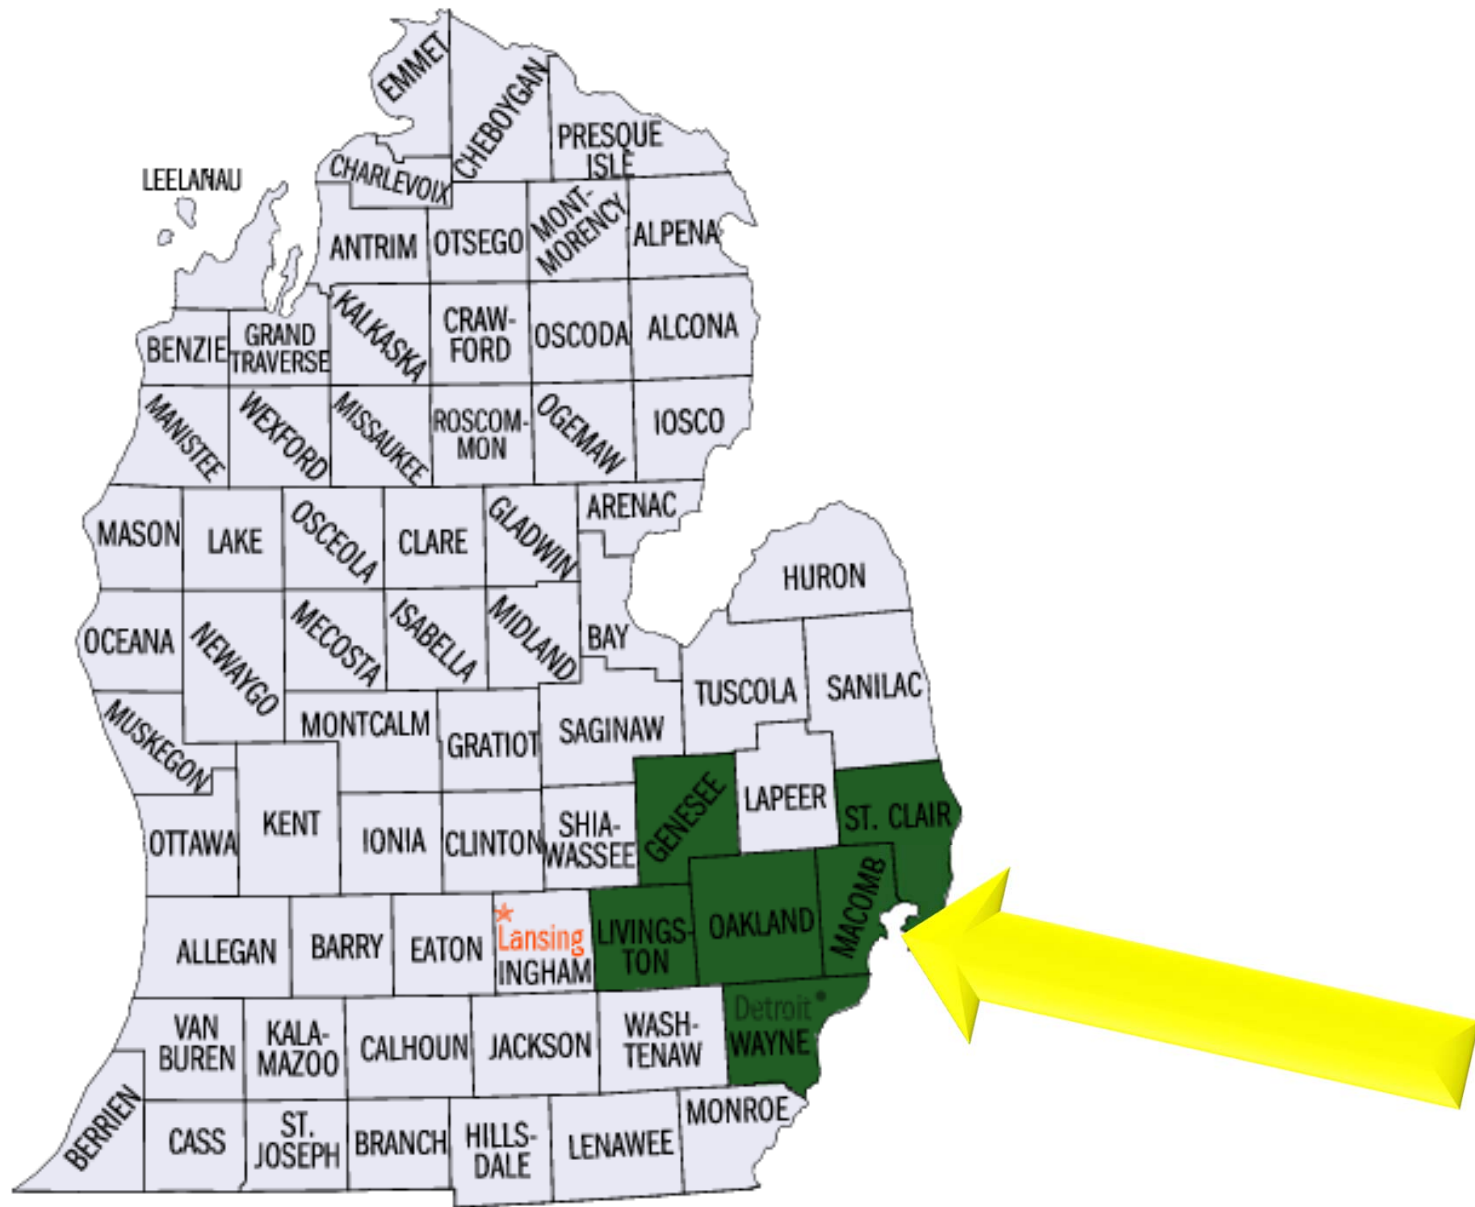 EMMET
CHEBOYGAN
PRESQUE
ISLE
CHARLEVOIX
LEELANAU
ANTRIM
OTSEGO
MONT-
MORENCY
ALPENA
BENZIE
GRAND
TRAVERSE
KALKASKA
CRAW-
FORD
OSCODA
ALCONA
MANISTEE
WEXFORD
MISSAUKEE
ROSCOM-
MON
OGEMAW
IOSCO
MASON
LAKE
OSCEOLA
CLARE
GLADWIN
ARENAC
HURON
OCEANA
NEWAYGO
MECOSTA
ISABELLA
MIDLAND
BAY
TUSCOLA
SANILAC
MUSKEGON
MONTCALM
GRATIOT
SAGINAW
GENESEE
LAPEER
ST. CLAIR
OTTAWA
KENT
IONIA
CLINTON
SHIA-
WASSEE
ALLEGAN
BARRY
EATON
Lansing
INGHAM
LIVINGS-
TON
OAKLAND
MACOMB
VAN
BUREN
KALA-
MAZOO
CALHOUN
JACKSON
WASH-
TENAW
Detroit
WAYNE
BERRIEN
CASS
ST.
JOSEPH
BRANCH
HILLS-
DALE
LENAWEE
MONROE